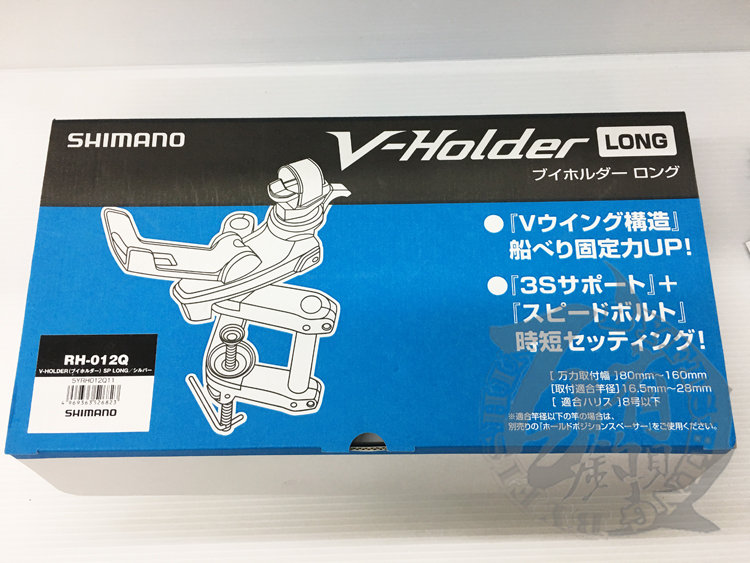 SHIMANO
V-Holder LONG
ブイホルダー ロング
●『Vウイング構造』
船べり固定力UP!
●『3Sサポート』+
『スピードボルト』
時短セッティング!
[ 万力取付幅 ]80mm〜160mm
[取付適合竿径]16.5mm〜28mm
[ 適合ハリス ]8号以下
※適合竿径以下の竿の場合は、
別売りの「ホールドポジションスペーサー」をご使用ください。
RH-012Q
V-HOLDER(ブイホルダー) SP LONG/シルバー
5YRH012Q11
4 969363 526823
SHIMANO